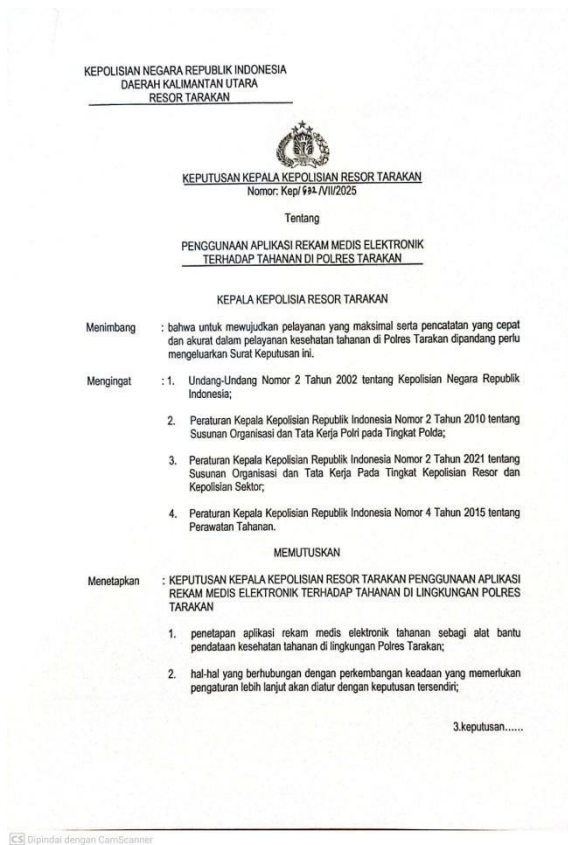 KEPOLISIAN NEGARA REPUBLIK INDONESIA
DAERAH KALIMANTAN UTARA
RESOR TARAKAN
KEPUTUSAN KEPALA KEPOLISIAN RESOR TARAKAN
Nomor: Kep/ /VII/2025
Tentang
PENGGUNAAN APLIKASI REKAM MEDIS ELEKTRONIK
TERHADAP TAHANAN DI POLRES TARAKAN
KEPALA KEPOLISIA RESOR TARAKAN
Menimbang : bahwa untuk mewujudkan pelayanan yang maksimal serta pencatatan yang cepat
dan akurat dalam pelayanan kesehatan tahanan di Polres Tarakan dipandang perlu
mengeluarkan Surat Keputusan ini.
Mengingat : 1. Undang-Undang Nomor 2 Tahun 2002 tentang Kepolisian Negara Republik
Indonesia;
2. Peraturan Kepala Kepolisian Republik Indonesia Nomor 2 Tahun 2010 tentang
Susunan Organisasi dan Tata Kerja Polri pada Tingkat Polda;
3. Peraturan Kepala Kepolisian Republik Indonesia Nomor 2 Tahun 2021 tentang
Susunan Organisasi dan Tata Kerja Pada Tingkat Kepolisian Resor dan
Kepolisian Sektor;
4. Peraturan Kepala Kepolisian Republik Indonesia Nomor 4 Tahun 2015 tentang
Perawatan Tahanan.
MEMUTUSKAN
Menetapkan : KEPUTUSAN KEPALA KEPOLISIAN RESOR TARAKAN PENGGUNAAN APLIKASI
REKAM MEDIS ELEKTRONIK TERHADAP TAHANAN DI LINGKUNGAN POLRES
TARAKAN
1. penetapan aplikasi rekam medis elektronik tahanan sebagi alat bantu
pendataan kesehatan tahanan di lingkungan Polres Tarakan;
2. hal-hal yang berhubungan dengan perkembangan keadaan yang memerlukan
pengaturan lebih lanjut akan diatur dengan keputusan tersendiri;
3.keputusan......
CS Dipindai dengan CamScanner